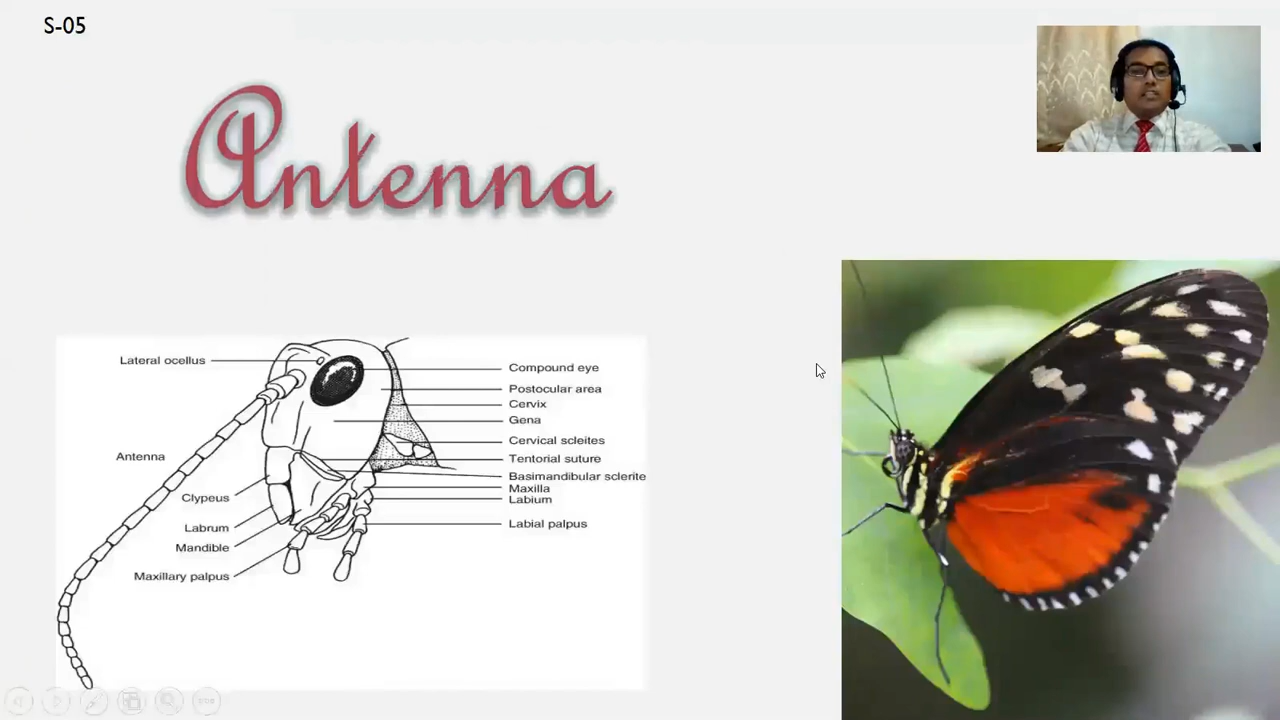 S-05
Antenna
Lateral ocellus
Compound eye
Postocular area
Cervix
Gena
Cervical scleites
Antenna
Tentorial suture
Basimandibular sclerite
Maxilla
Clypeus
Labium
Labrum
Labial palpus
Mandible
Maxillary palpus